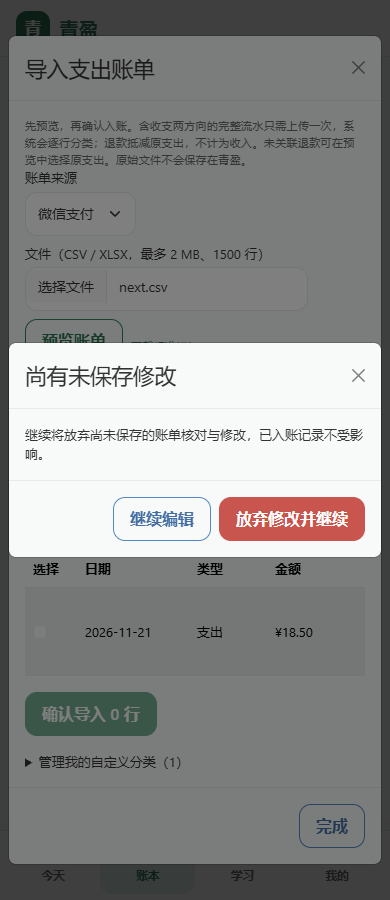 青 青盈
导入支出账单
先预览，再确认入账。含收支两方向的完整流水只需上传一次，系
统会逐行分类；退款抵减原支出，不计为收入。未关联退款可在预
览中选择原支出。原始文件不会保存在青盈。
账单来源
微信支付
文件（CSV / XLSX，最多 2 MB、1500 行）
选择文件 next.csv
预览账单
尚有未保存修改
继续将放弃尚未保存的账单核对与修改，已入账记录不受影
响。
继续编辑 放弃修改并继续
选择 日期 类型 金额
2026-11-21 支出 ¥18.50
确认导入 0 行
管理我的自定义分类（1）
完成
今天 账本 学习 我的